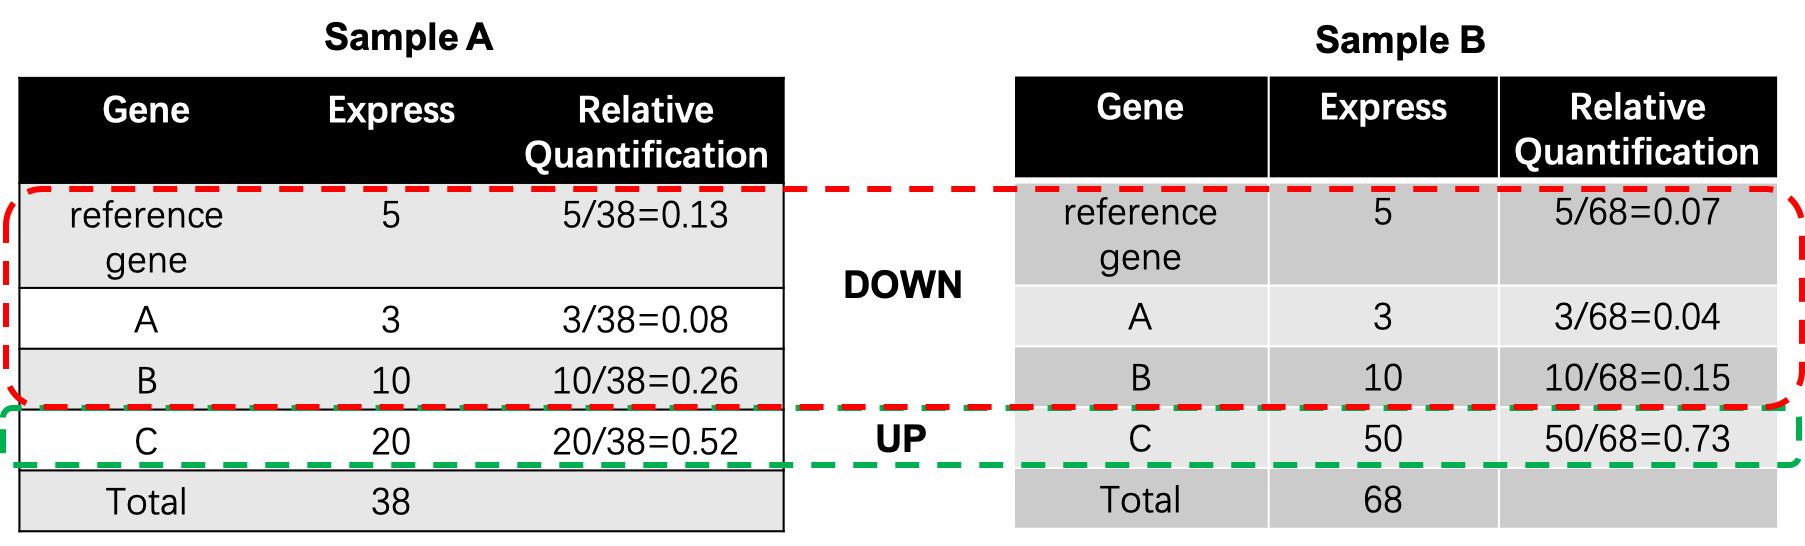 Sample A
Gene Express Relative Quantification
reference gene 5 5/38=0.13
A 3 3/38=0.08
B 10 10/38=0.26
C 20 20/38=0.52
Total 38
DOWN
UP
Sample B
Gene Express Relative Quantification
reference gene 5 5/68=0.07
A 3 3/68=0.04
B 10 10/68=0.15
C 50 50/68=0.73
Total 68